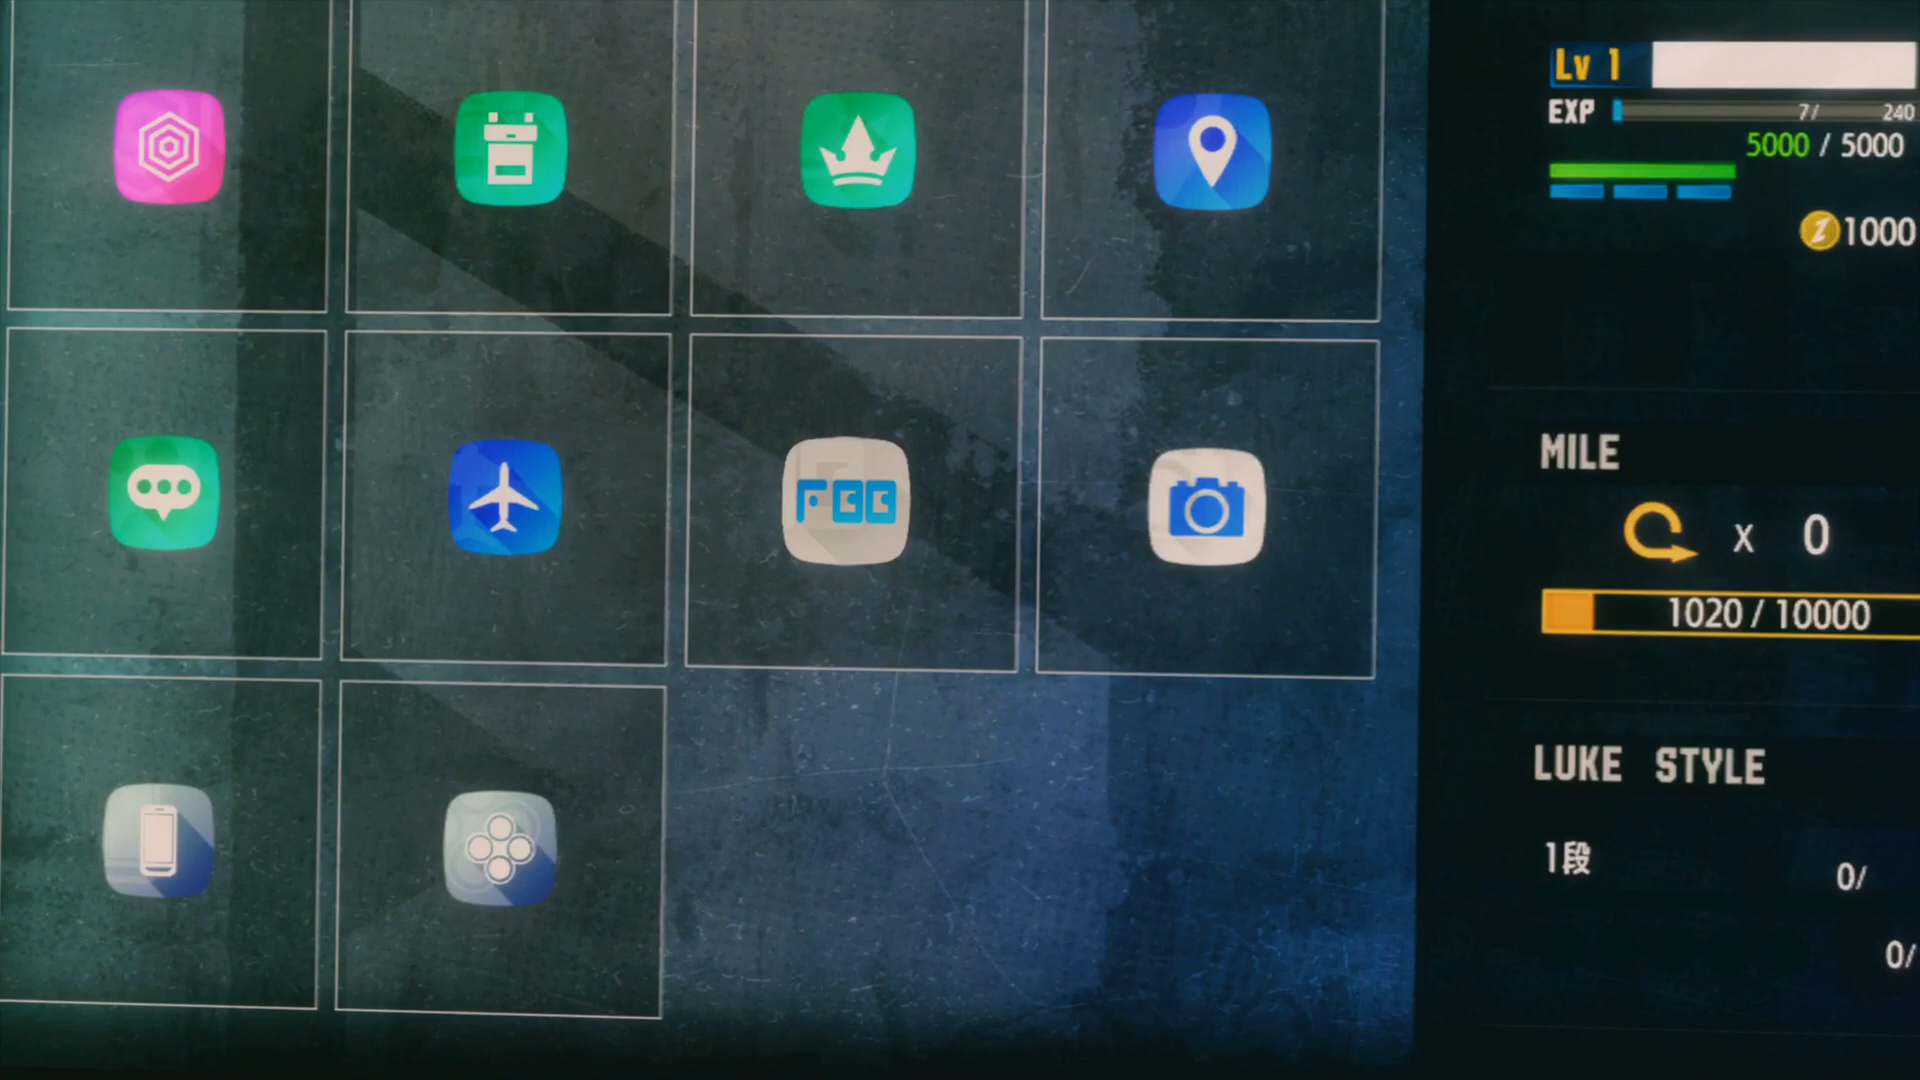 Lv 1
EXP 7/ 240
5000 / 5000
1000
MILE
x 0
1020 / 10000
LUKE STYLE
1段
0/
0/